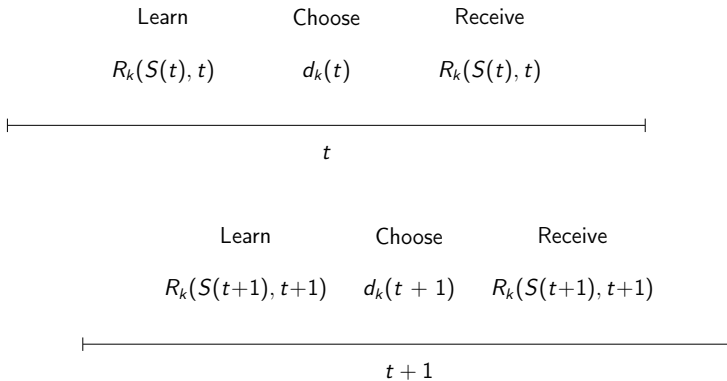 Learn Choose Receive
R_k(S(t), t) d_k(t) R_k(S(t), t)
t
Learn Choose Receive
R_k(S(t+1), t+1) d_k(t + 1) R_k(S(t+1), t+1)
t + 1